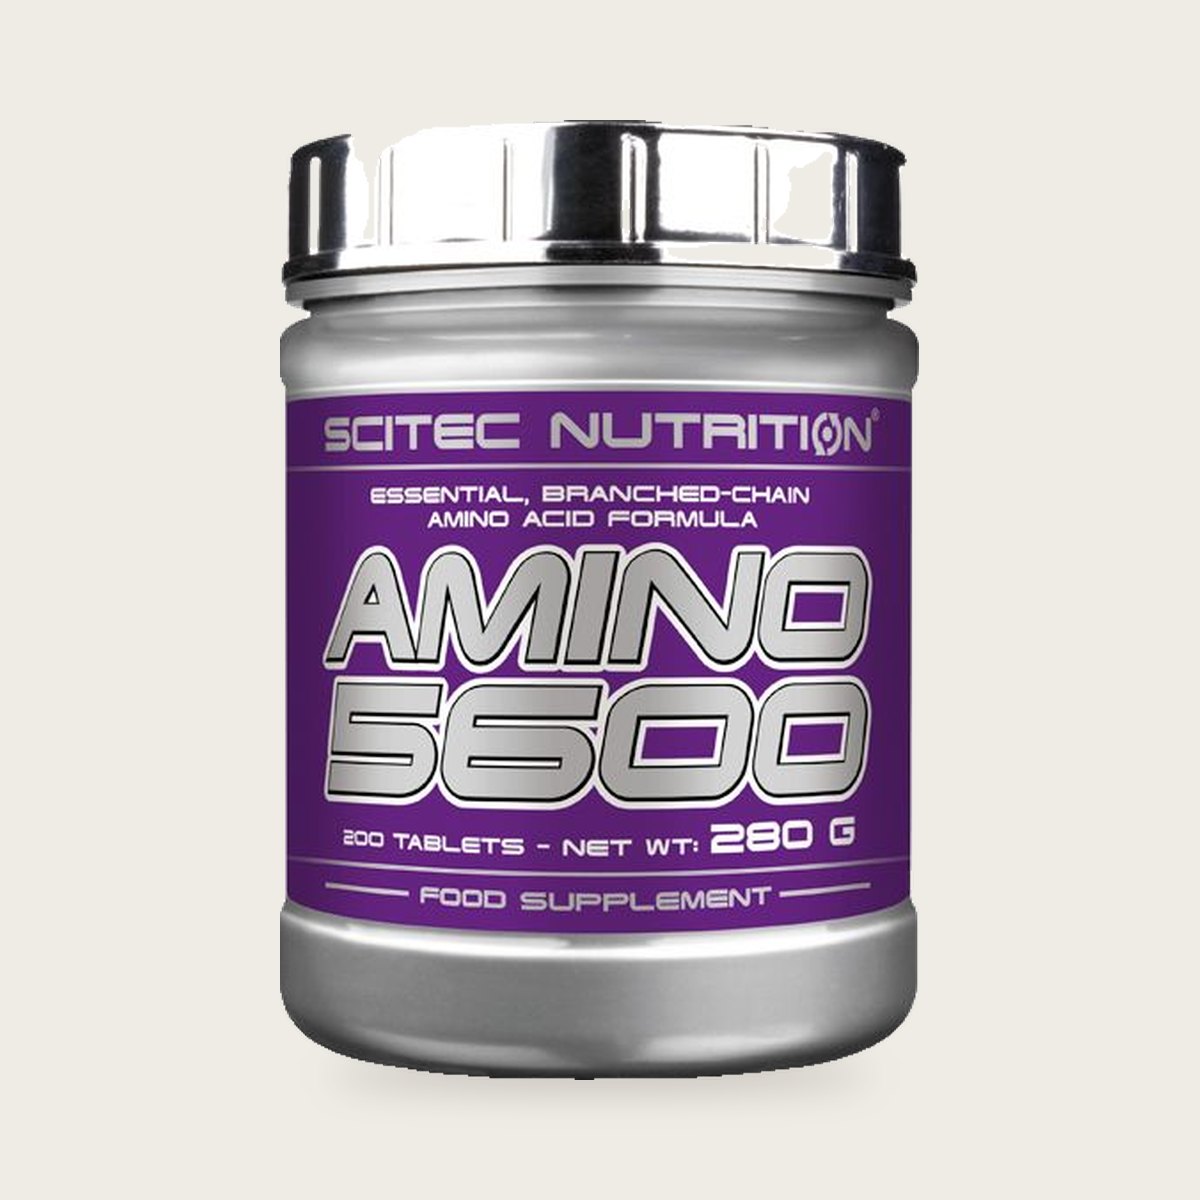 SCITEC NUTRITION®
ESSENTIAL, BRANCHED-CHAIN
AMINO ACID FORMULA
AMINO
5600
200 TABLETS - NET WT: 280 G
FOOD SUPPLEMENT